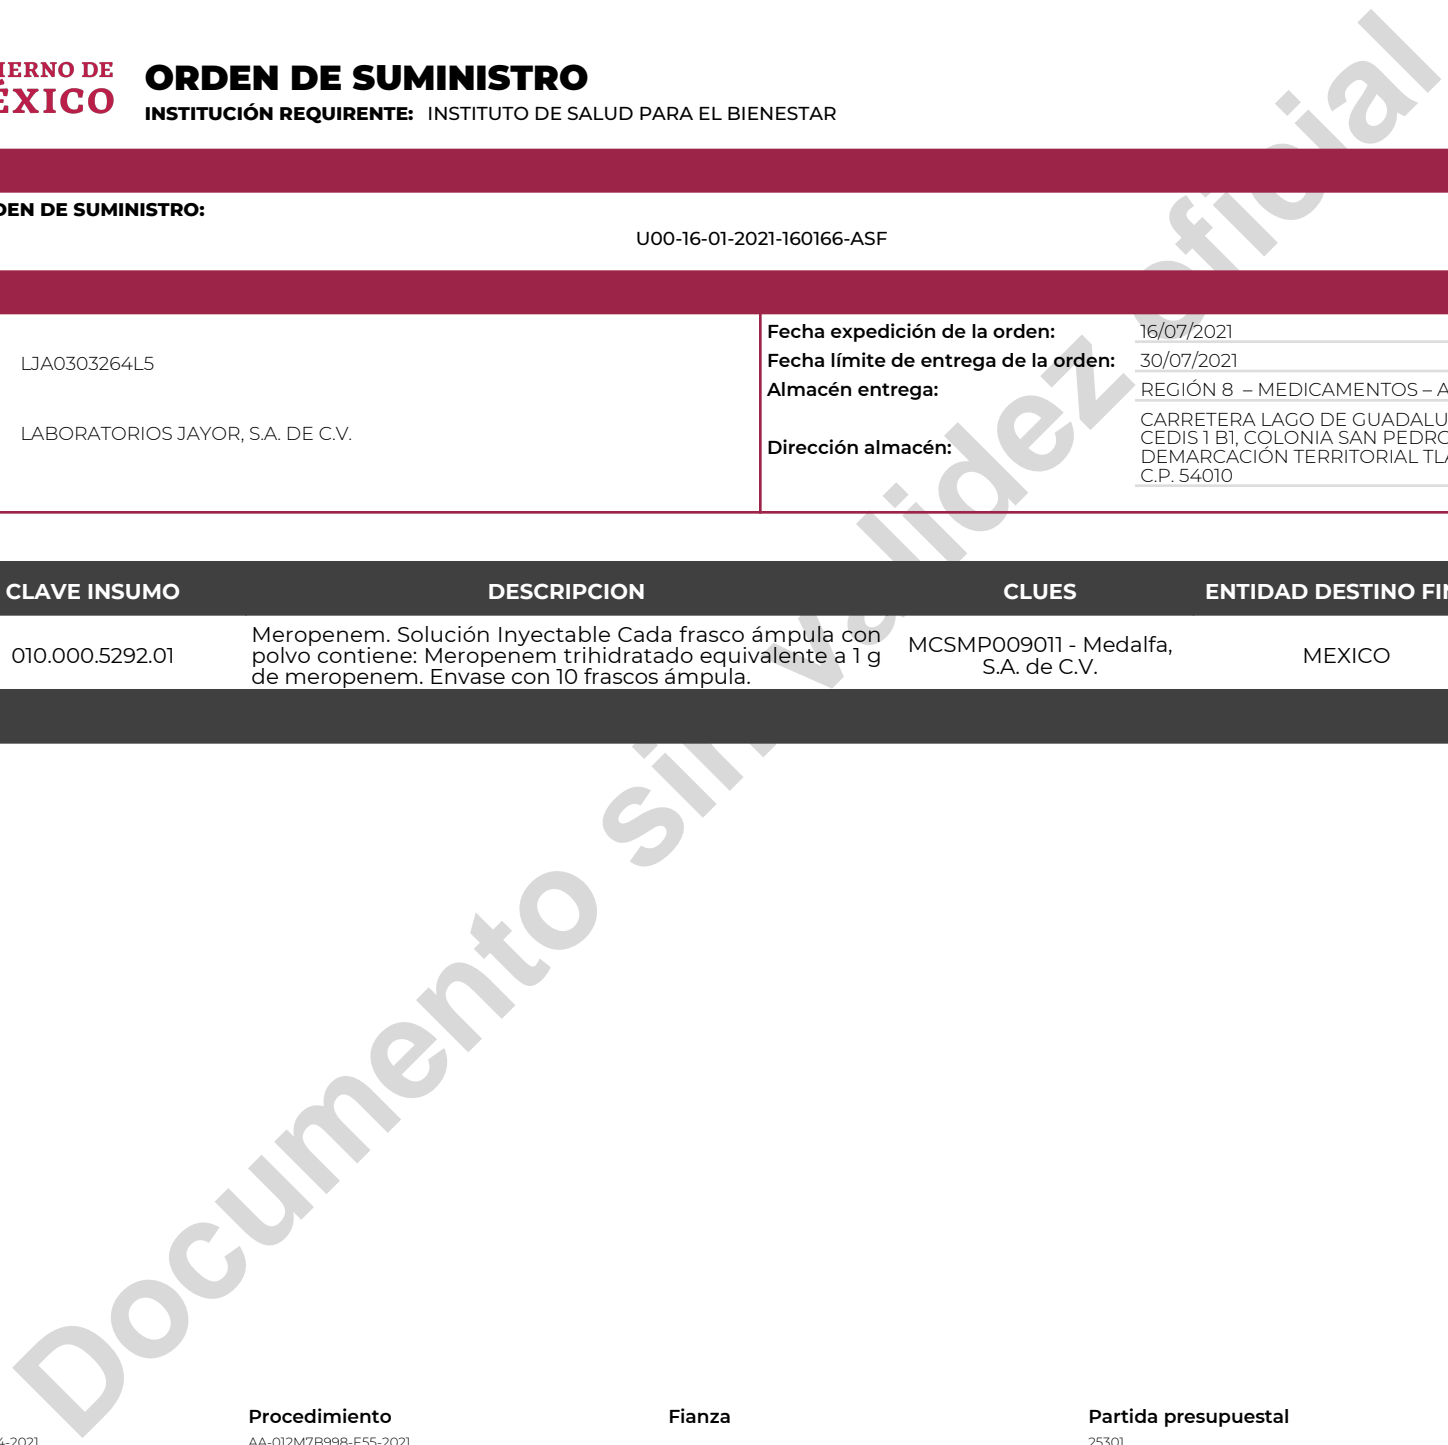 IERNO DE
ÉXICO
ORDEN DE SUMINISTRO
INSTITUCIÓN REQUIRENTE: INSTITUTO DE SALUD PARA EL BIENESTAR
DEN DE SUMINISTRO:
U00-16-01-2021-160166-ASF
LJA0303264L5
LABORATORIOS JAYOR, S.A. DE C.V.
Fecha expedición de la orden: 16/07/2021
Fecha límite de entrega de la orden: 30/07/2021
Almacén entrega: REGIÓN 8 – MEDICAMENTOS – A
Dirección almacén:
CARRETERA LAGO DE GUADALU
CEDIS 1 B1, COLONIA SAN PEDRO
DEMARCACIÓN TERRITORIAL TLA
C.P. 54010
CLAVE INSUMO DESCRIPCION CLUES ENTIDAD DESTINO FIN
010.000.5292.01
Meropenem. Solución Inyectable Cada frasco ámpula con
polvo contiene: Meropenem trihidratado equivalente a 1 g
de meropenem. Envase con 10 frascos ámpula.
MCSMP009011 - Medalfa,
S.A. de C.V.
MEXICO
Documento sin validez oficial
Procedimiento Fianza Partida presupuestal
4-2021 AA-012M7B998-E55-2021 25301